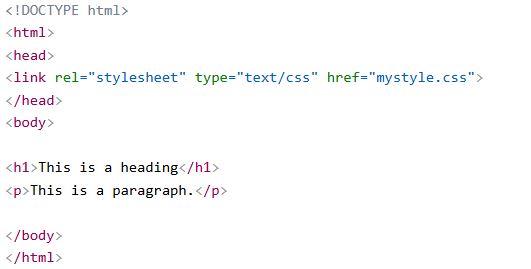 <!DOCTYPE html>
<html>
<head>
<link rel="stylesheet" type="text/css" href="mystyle.css">
</head>
<body>
<h1>This is a heading</h1>
<p>This is a paragraph.</p>
</body>
</html>